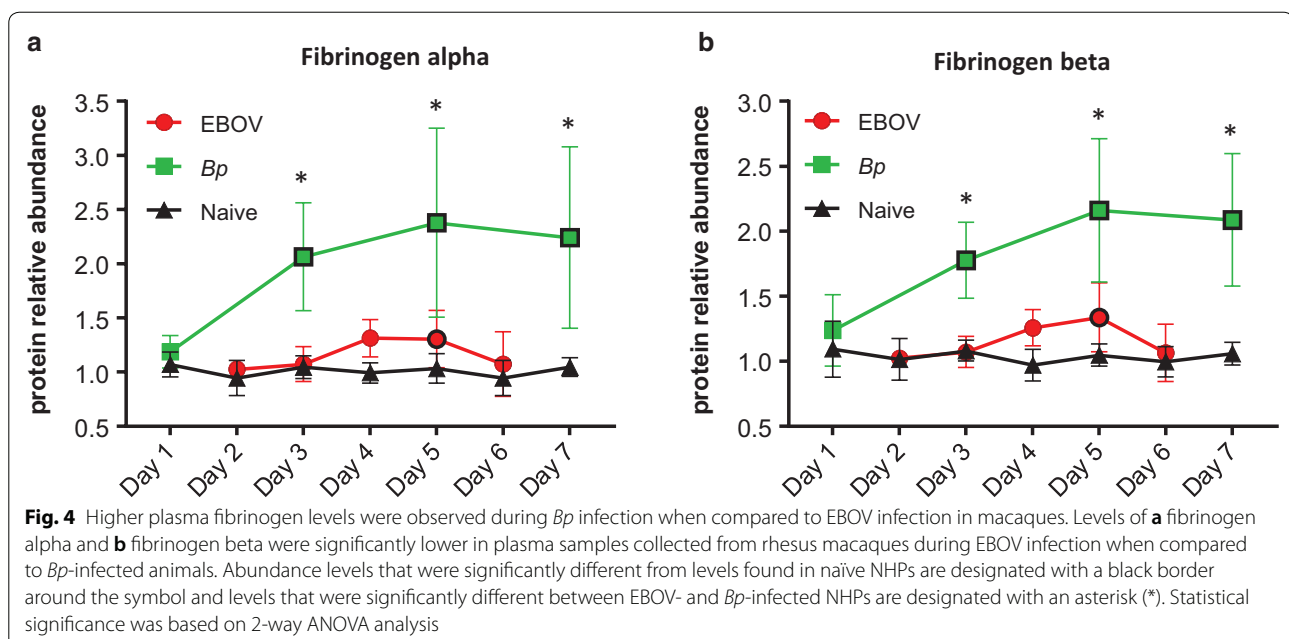 a
Fibrinogen alpha
protein relative abundance
3.5
3.0
2.5
2.0
1.5
1.0
0.5
EBOV
Bp
Naive
*
*
*
Day 1
Day 2
Day 3
Day 4
Day 5
Day 6
Day 7
b
Fibrinogen beta
protein relative abundance
3.0
2.5
2.0
1.5
1.0
0.5
EBOV
Bp
Naive
*
*
*
Day 1
Day 2
Day 3
Day 4
Day 5
Day 6
Day 7
Fig. 4 Higher plasma fibrinogen levels were observed during Bp infection when compared to EBOV infection in macaques. Levels of a fibrinogen
alpha and b fibrinogen beta were significantly lower in plasma samples collected from rhesus macaques during EBOV infection when compared
to Bp-infected animals. Abundance levels that were significantly different from levels found in naïve NHPs are designated with a black border
around the symbol and levels that were significantly different between EBOV- and Bp-infected NHPs are designated with an asterisk (*). Statistical
significance was based on 2-way ANOVA analysis